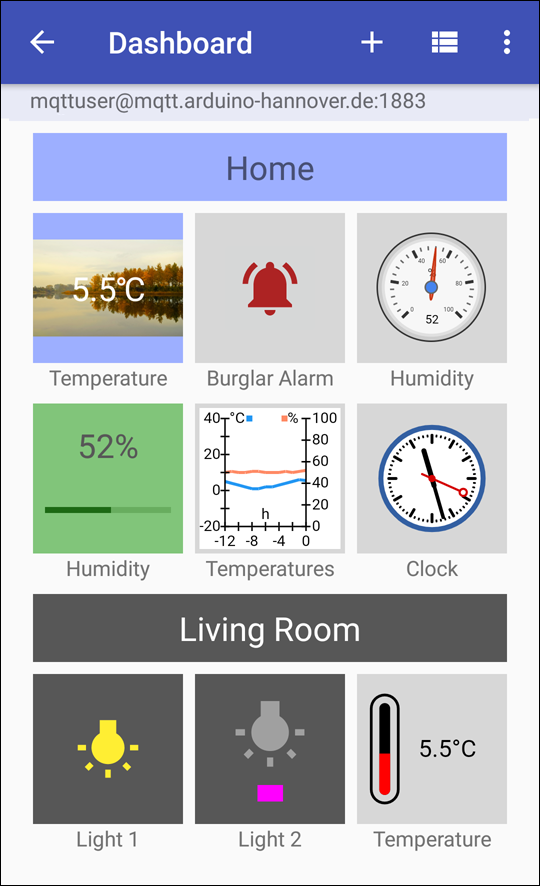 Dashboard
mqttuser@mqtt.arduino-hannover.de:1883
Home
5.5℃
Temperature
Burglar Alarm
0 20 40 60 80 100
%
52
Humidity
52%
Humidity
40 °C % 100
80
20 60
40
0
20
-20 h 0
-12 -8 -4 0
Temperatures
Clock
Living Room
Light 1
Light 2
5.5°C
Temperature